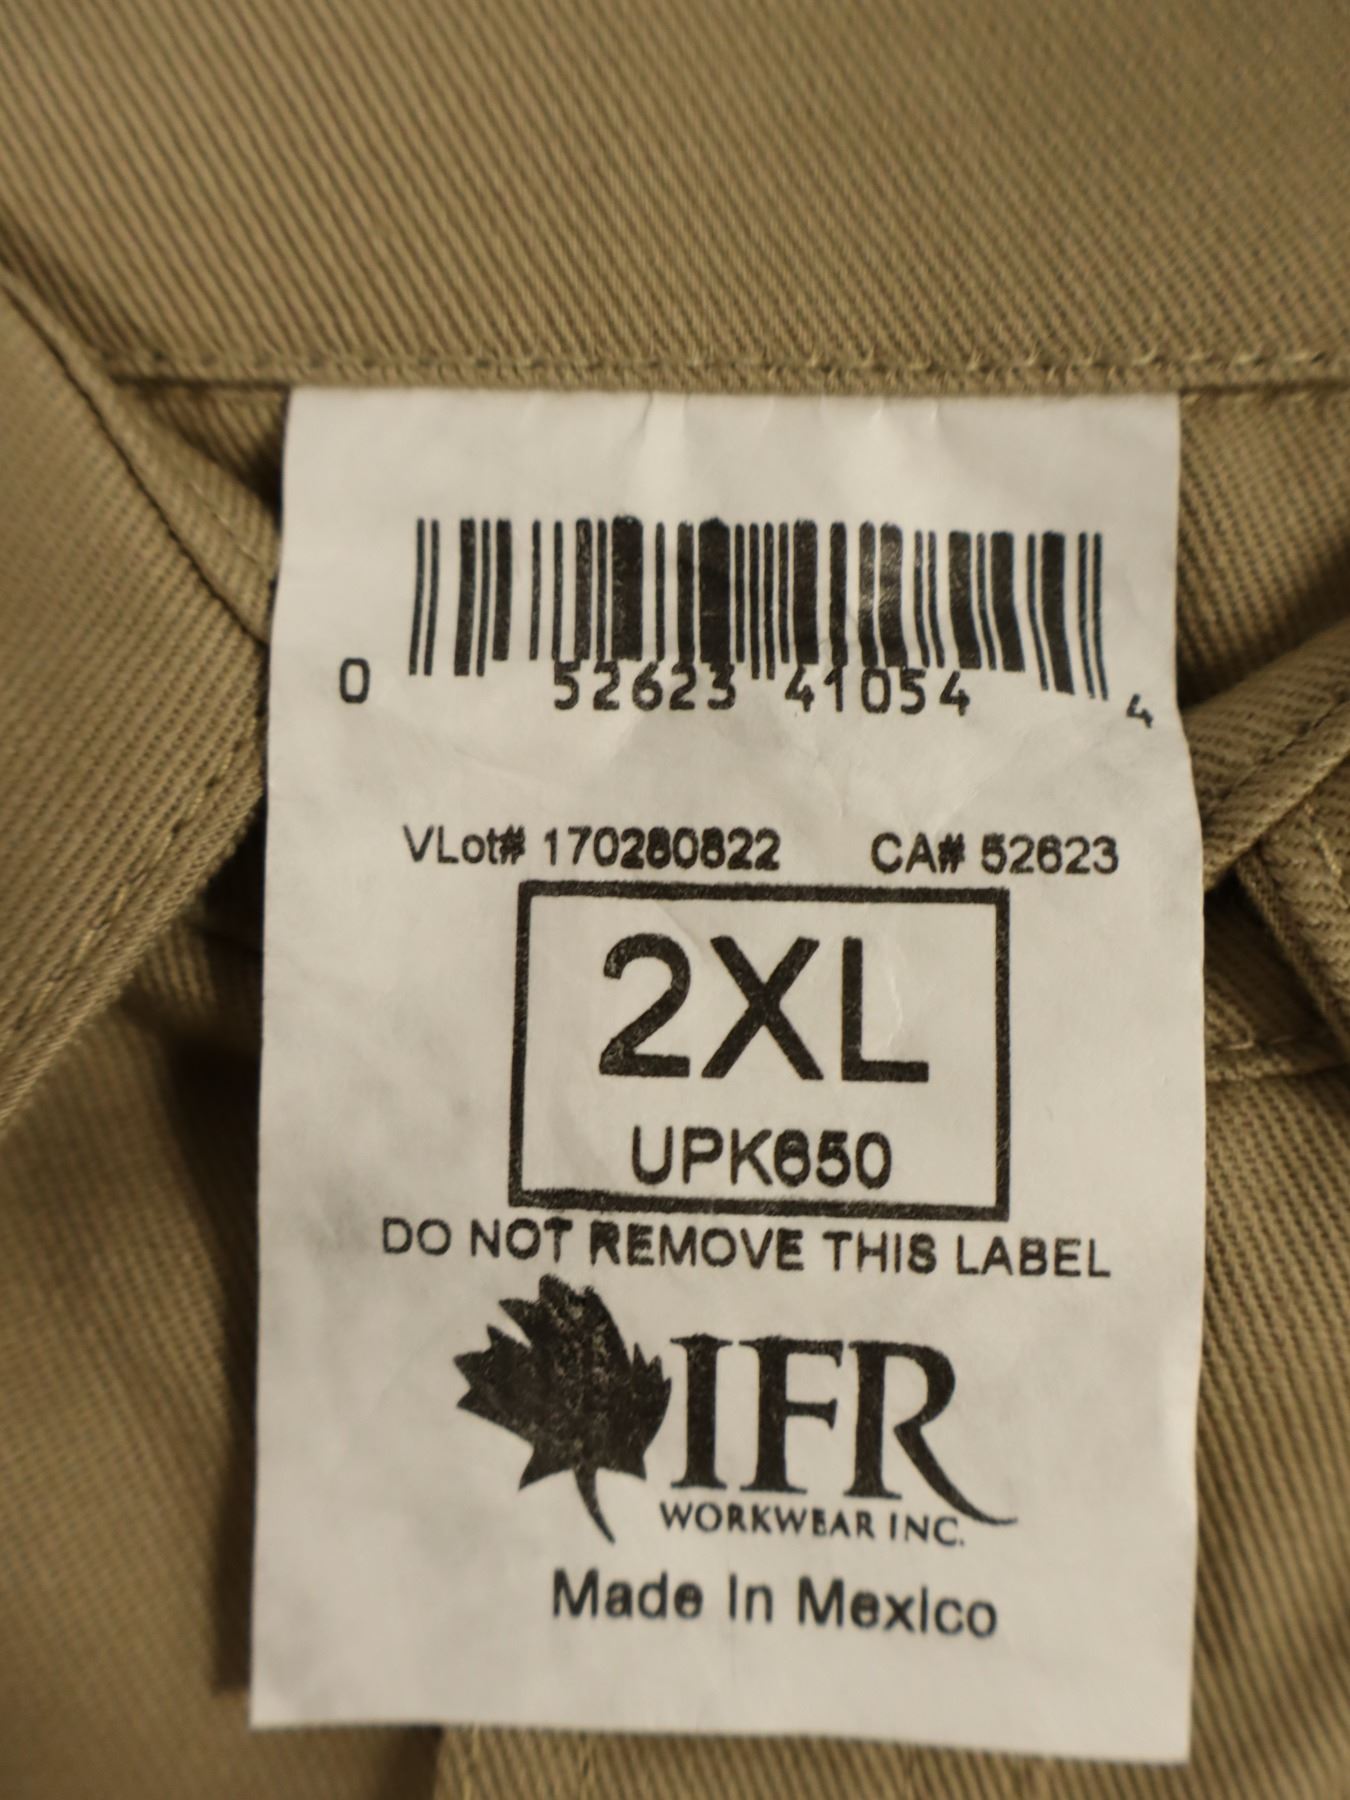 0 52623 41054 4
VLot# 170280822 CA# 52623
2XL
UPK650
DO NOT REMOVE THIS LABEL
IFR
WORKWEAR INC.
Made In Mexico